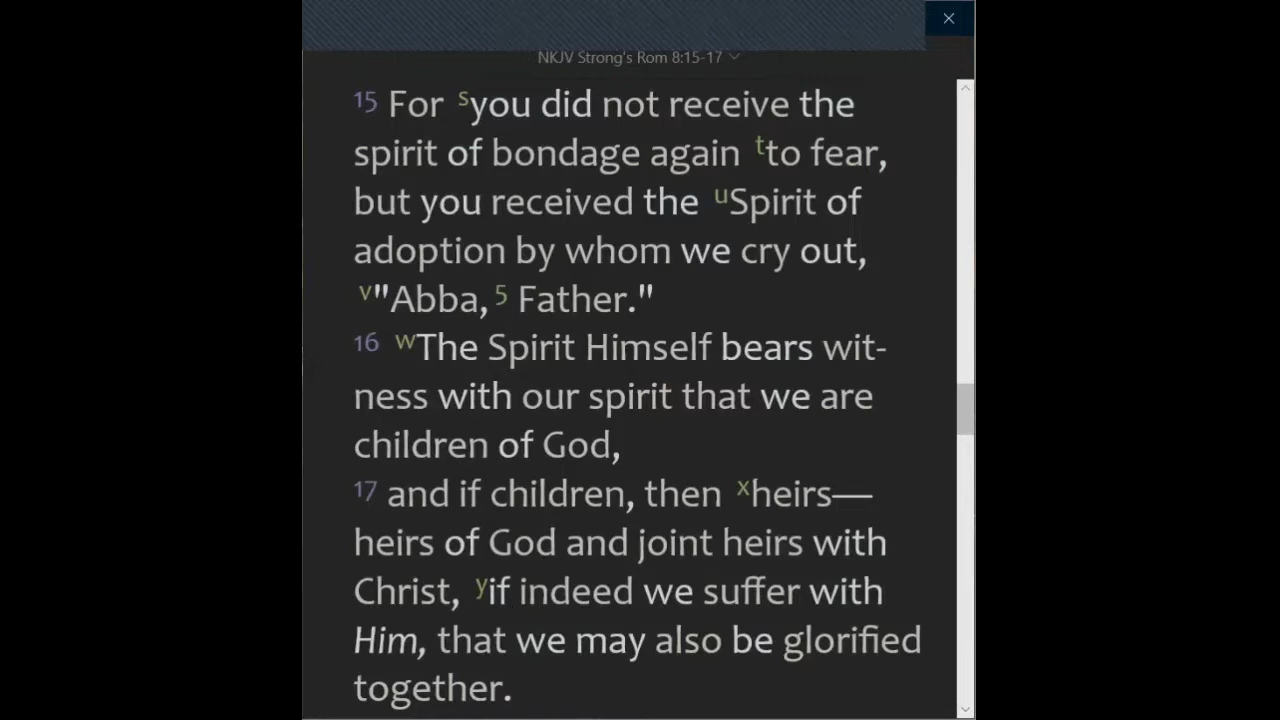 NKJV Strong's Rom 8:15-17
15 For s you did not receive the
spirit of bondage again t to fear,
but you received the u Spirit of
adoption by whom we cry out,
v "Abba, 5 Father."
16 w The Spirit Himself bears wit-
ness with our spirit that we are
children of God,
17 and if children, then x heirs—
heirs of God and joint heirs with
Christ, y if indeed we suffer with
Him, that we may also be glorified
together.